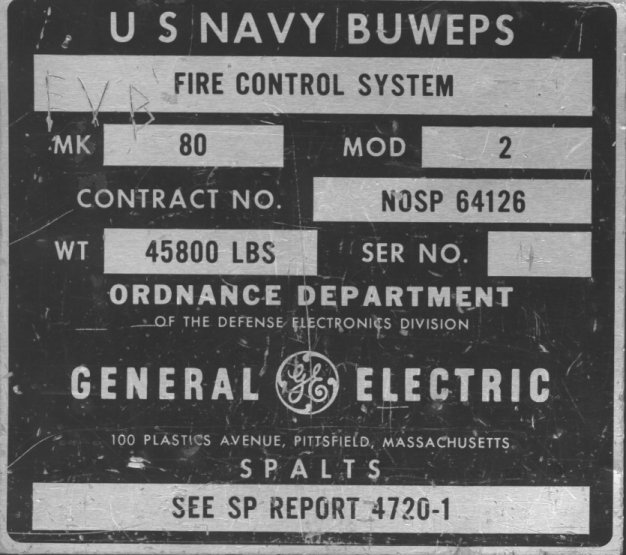 U S NAVY BUWEPS
FIRE CONTROL SYSTEM
EVB
MK 80 MOD 2
CONTRACT NO. NOSP 64126
WT 45800 LBS SER NO. 4
ORDNANCE DEPARTMENT
OF THE DEFENSE ELECTRONICS DIVISION
GENERAL GE ELECTRIC
100 PLASTICS AVENUE, PITTSFIELD, MASSACHUSETTS
SPALTS
SEE SP REPORT 4720-1